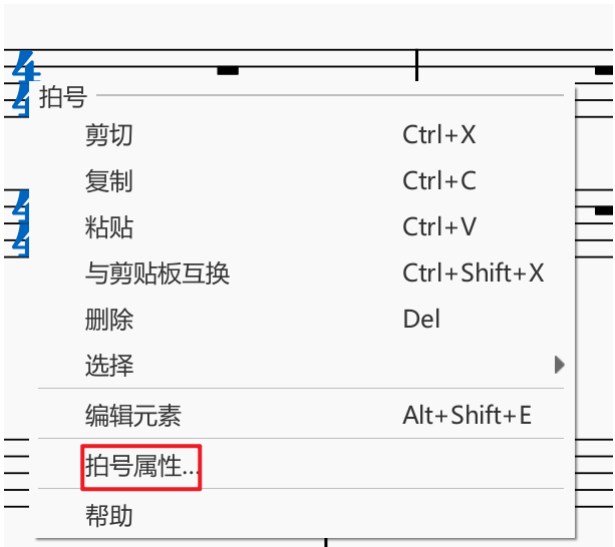 拍号
剪切 Ctrl+X
复制 Ctrl+C
粘贴 Ctrl+V
与剪贴板互换 Ctrl+Shift+X
删除 Del
选择
编辑元素 Alt+Shift+E
拍号属性...
帮助